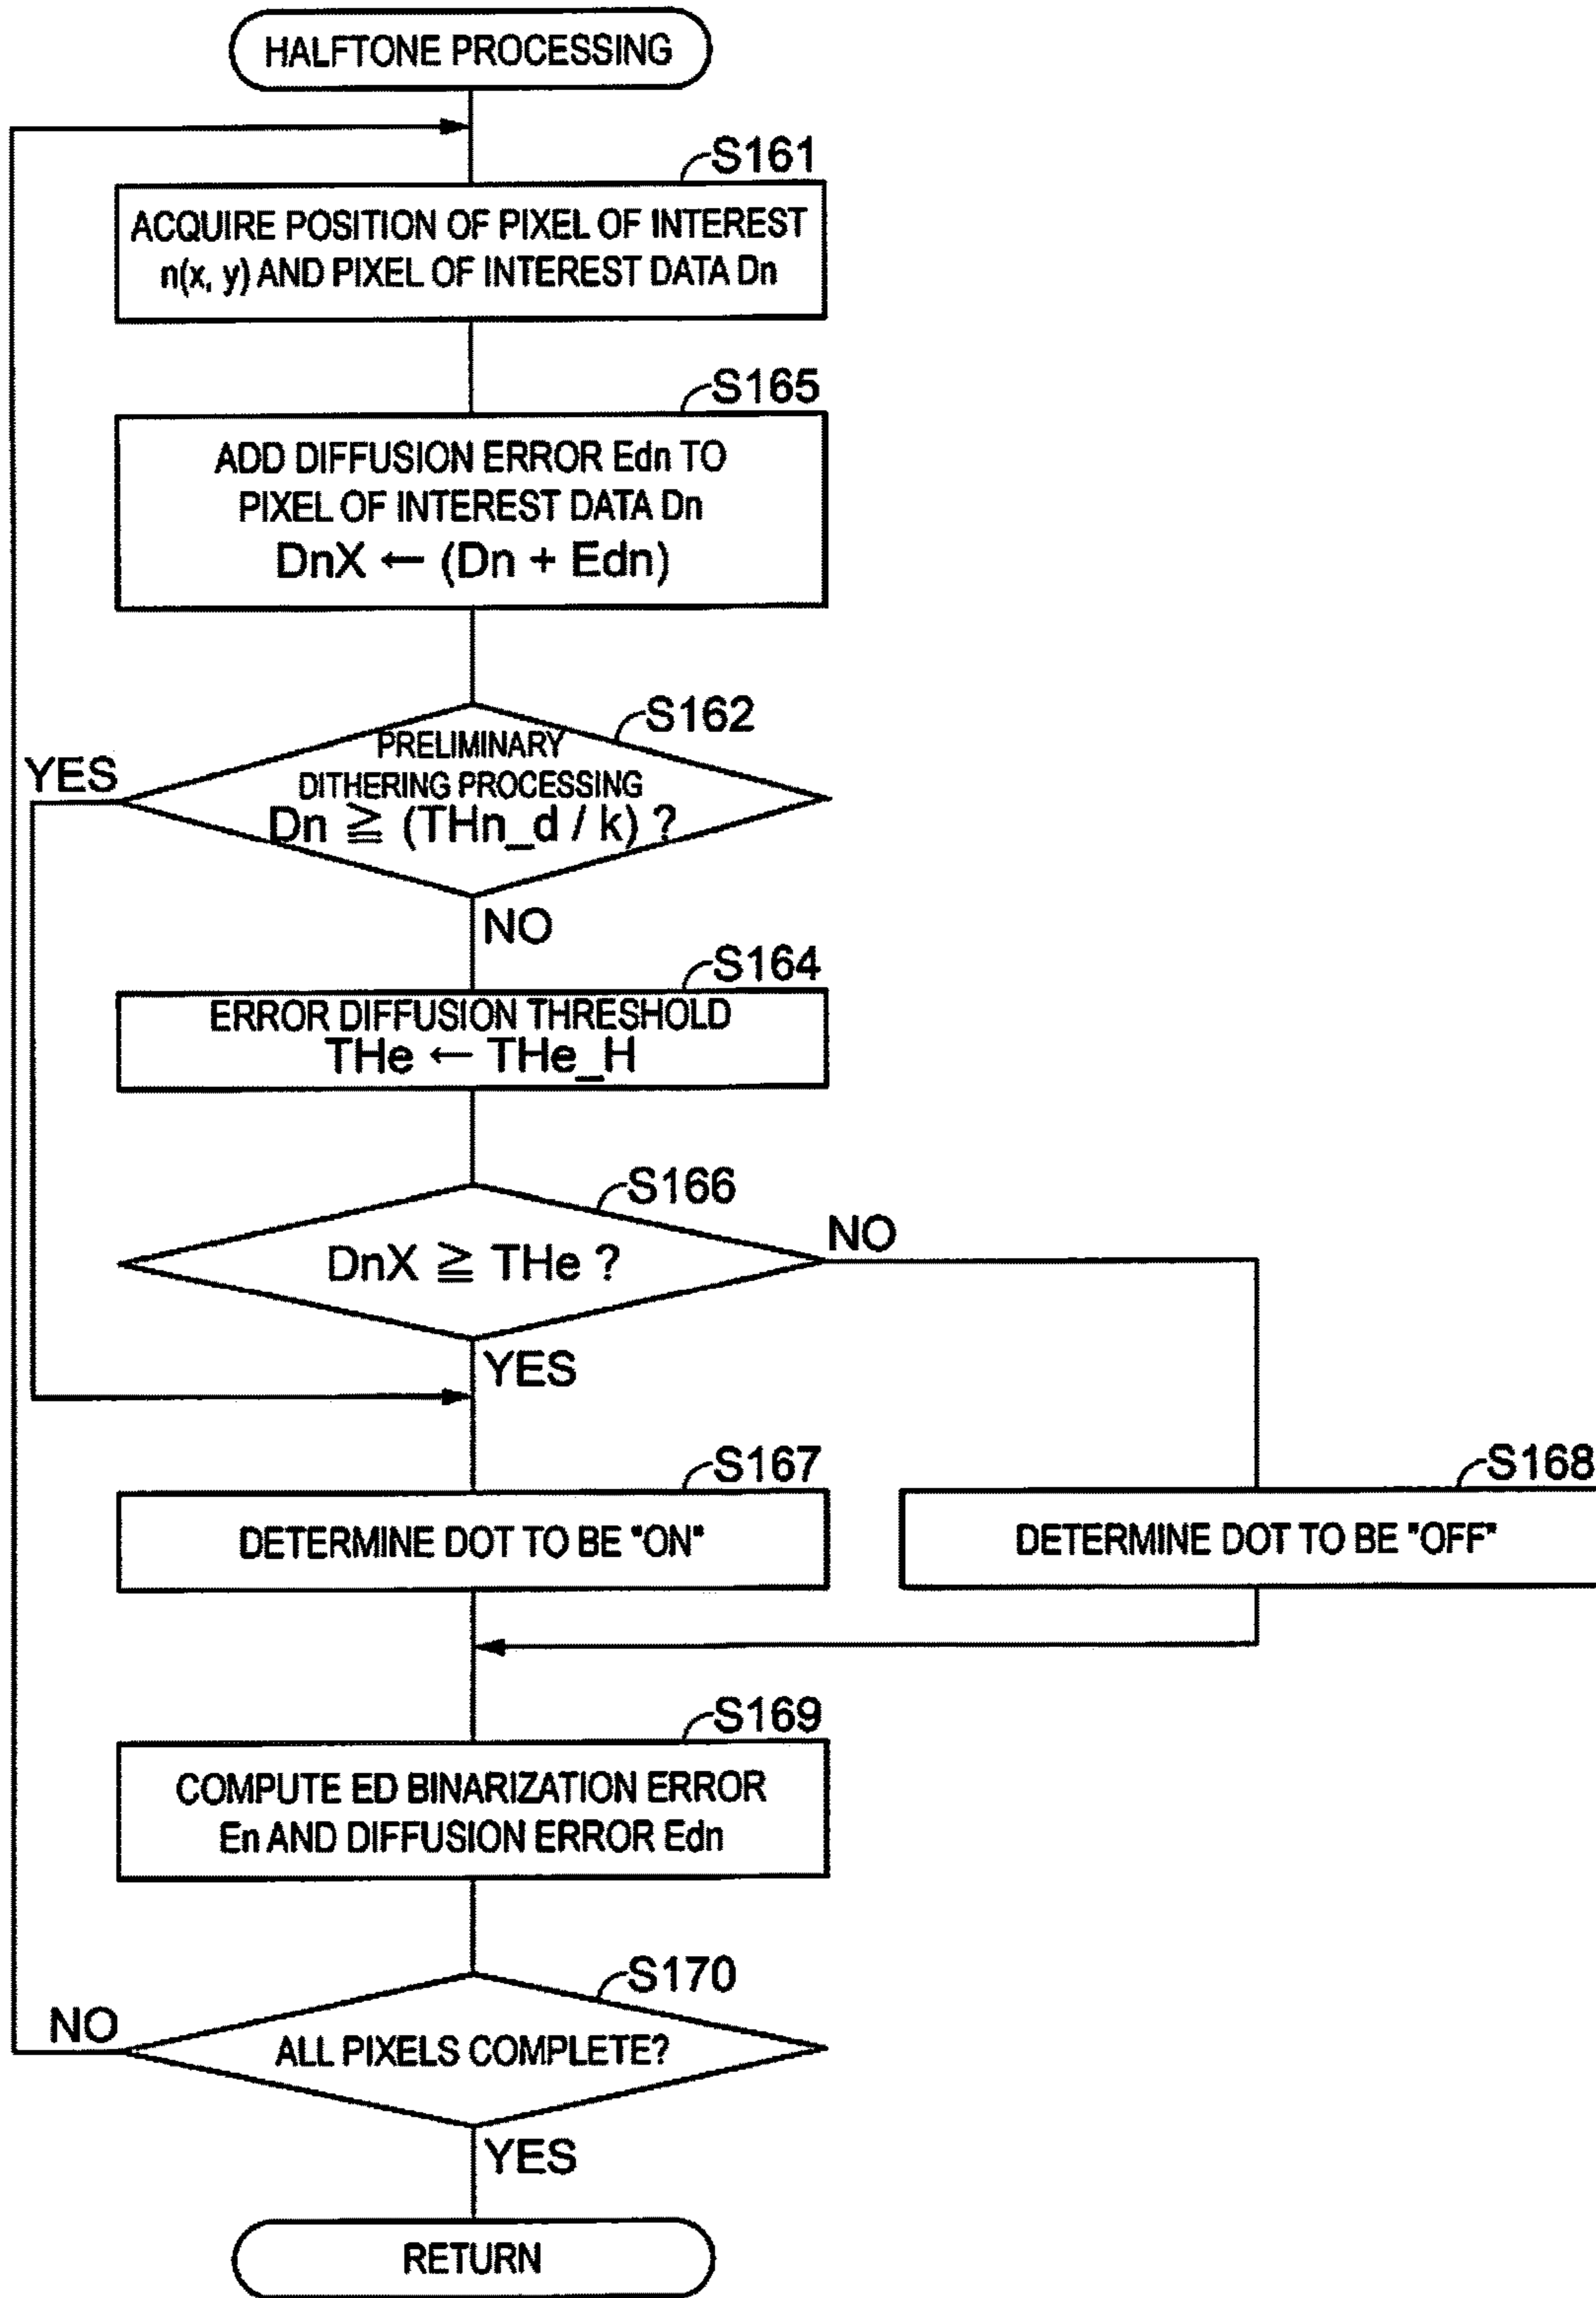 HALFTONE PROCESSING
S161
ACQUIRE POSITION OF PIXEL OF INTEREST
n(x, y) AND PIXEL OF INTEREST DATA Dn
S165
ADD DIFFUSION ERROR Edn TO
PIXEL OF INTEREST DATA Dn
DnX ← (Dn + Edn)
S162
YES
PRELIMINARY
DITHERING PROCESSING
Dn ≧ (THn_d / k) ?
NO
S164
ERROR DIFFUSION THRESHOLD
THe ← THe_H
S166
NO
DnX ≧ THe ?
YES
S167
S168
DETERMINE DOT TO BE "ON"
DETERMINE DOT TO BE "OFF"
S169
COMPUTE ED BINARIZATION ERROR
En AND DIFFUSION ERROR Edn
S170
NO
ALL PIXELS COMPLETE?
YES
RETURN